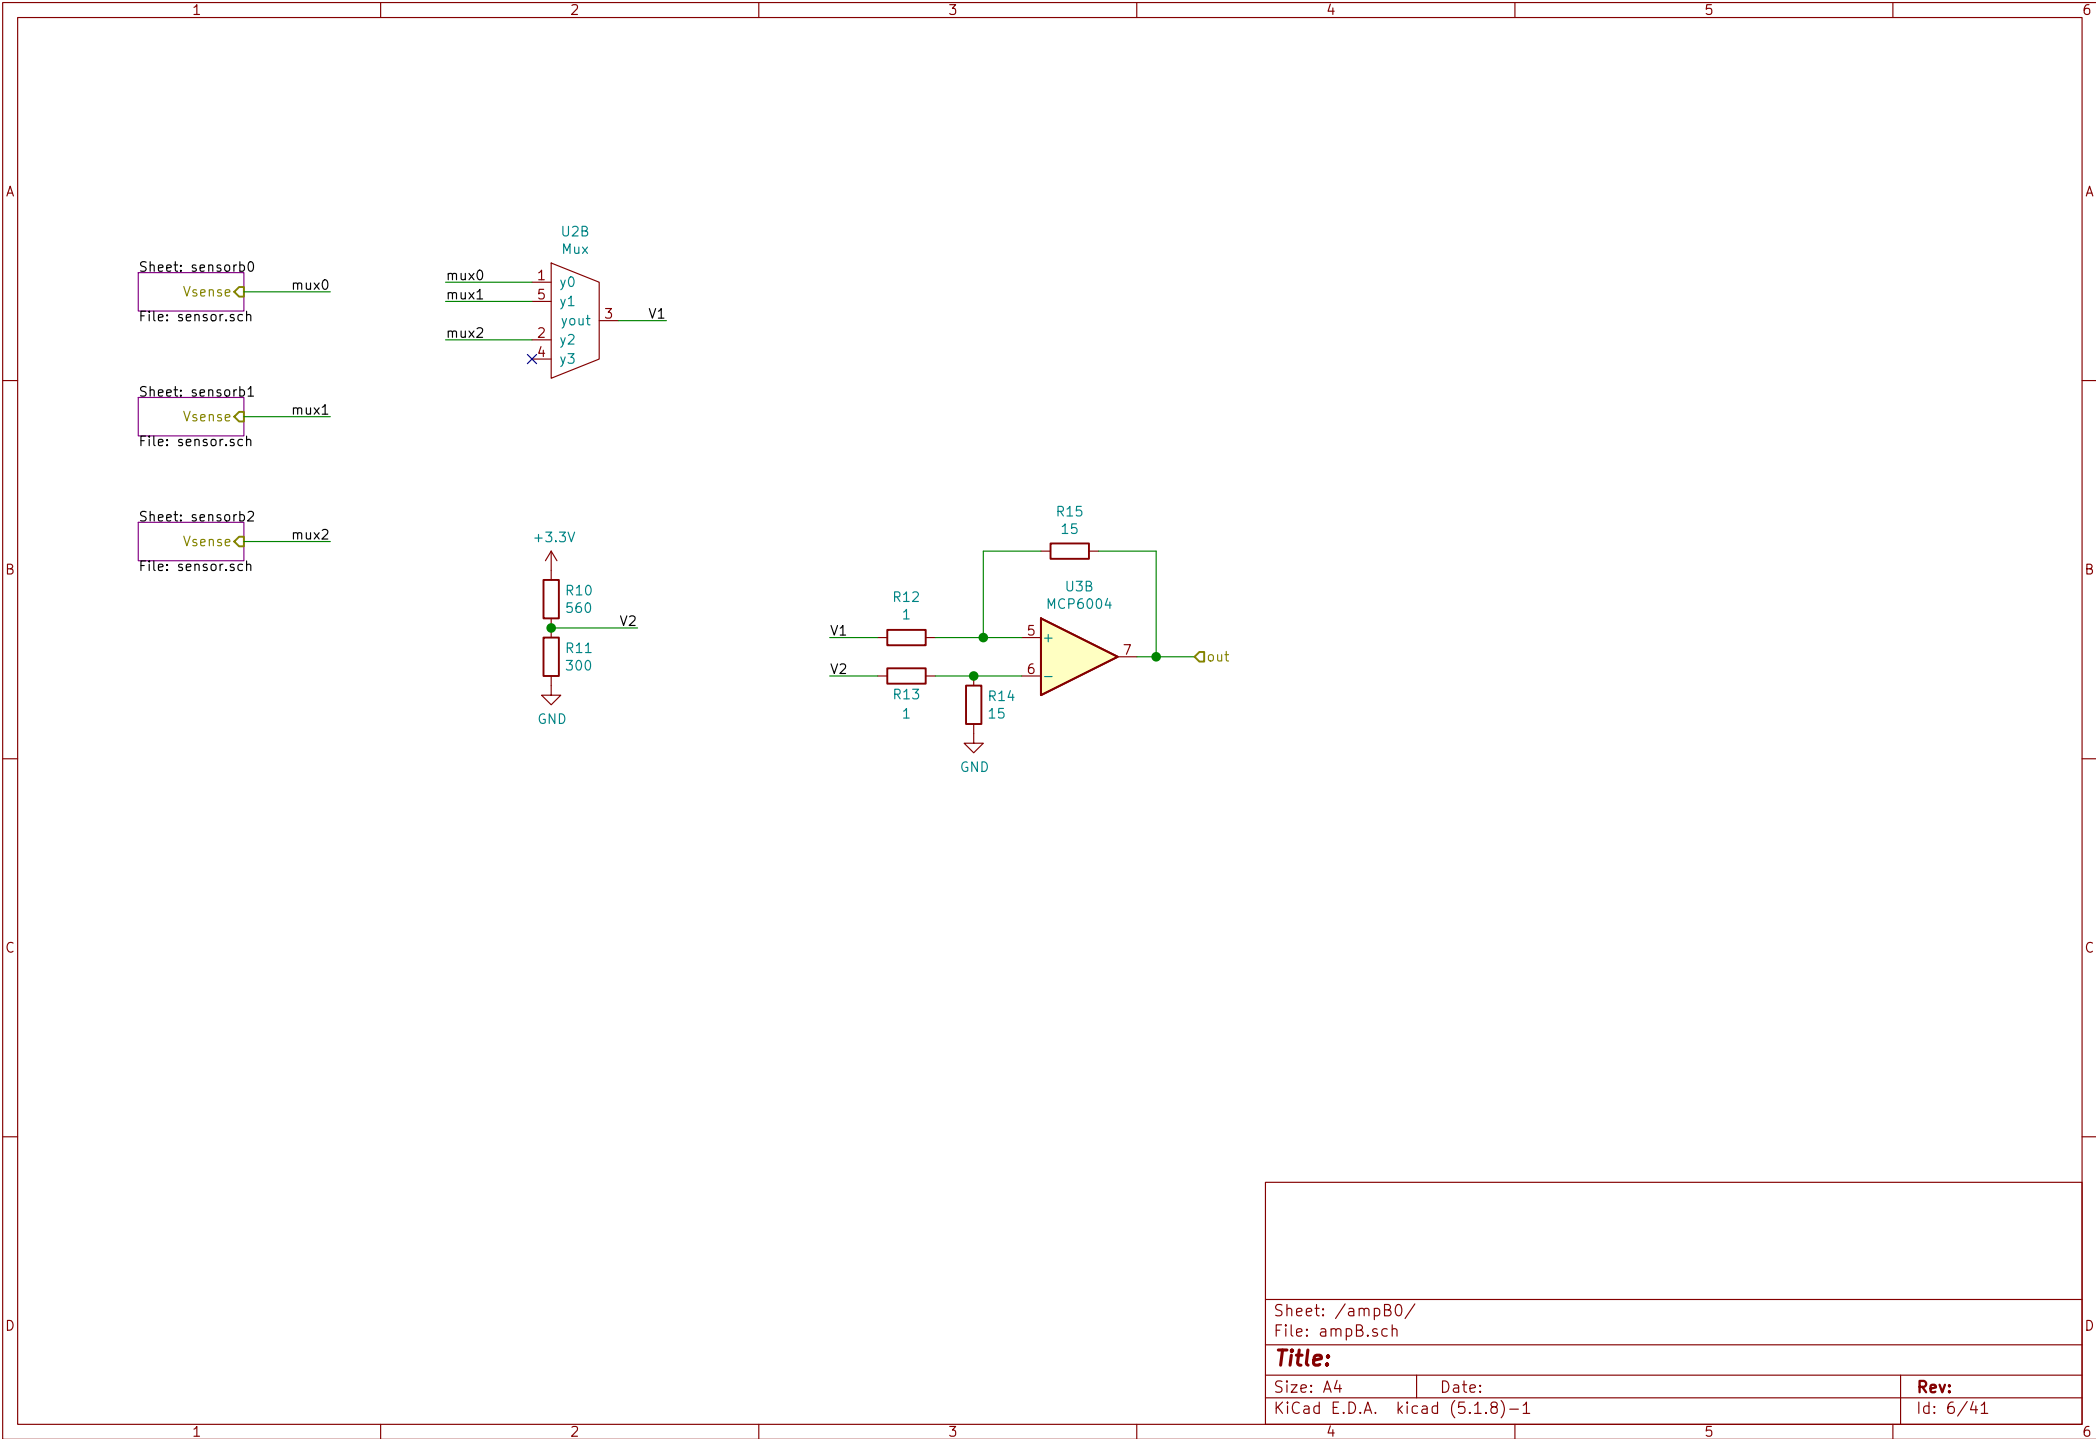 1 2 3 4 5 6
A A
B B
C C
D D
Sheet: sensorb0
Vsense
mux0
File: sensor.sch
Sheet: sensorb1
Vsense
mux1
File: sensor.sch
Sheet: sensorb2
Vsense
mux2
File: sensor.sch
U2B
Mux
mux0 1 y0
mux1 5 y1
yout 3 V1
mux2 2 y2
4 y3
+3.3V
R10
560
V2
R11
300
GND
R15
15
U3B
MCP6004
R12
1
V1
5 +
7
out
V2
6 −
R13
1
R14
15
GND
Sheet: /ampB0/
File: ampB.sch
Title:
Size: A4 Date: Rev:
KiCad E.D.A. kicad (5.1.8)-1 Id: 6/41
1 2 3 4 5 6